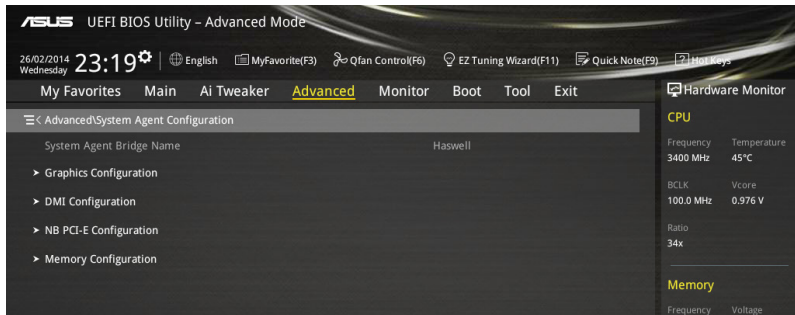 ASUS UEFI BIOS Utility – Advanced Mode
26/02/2014
Wednesday
23:19
English MyFavorite(F3) Qfan Control(F6) EZ Tuning Wizard(F11) Quick Note(F9) ? Hot Keys
My Favorites Main Ai Tweaker Advanced Monitor Boot Tool Exit
< Advanced\System Agent Configuration
System Agent Bridge Name Haswell
> Graphics Configuration
> DMI Configuration
> NB PCI-E Configuration
> Memory Configuration
Hardware Monitor
CPU
Frequency Temperature
3400 MHz 45°C
BCLK Vcore
100.0 MHz 0.976 V
Ratio
34x
Memory
Frequency Voltage